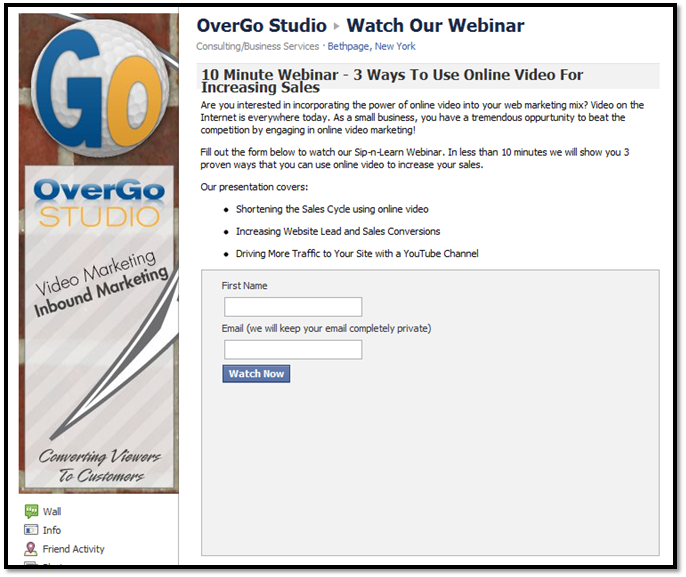 Go
OverGo
STUDIO
Video Marketing
Inbound Marketing
Converting Viewers
To Customers
Wall
Info
Friend Activity
OverGo Studio ▸ Watch Our Webinar
Consulting/Business Services · Bethpage, New York
10 Minute Webinar - 3 Ways To Use Online Video For
Increasing Sales
Are you interested in incorporating the power of online video into your web marketing mix? Video on the
Internet is everywhere today. As a small business, you have a tremendous oppurtunity to beat the
competition by engaging in online video marketing!
Fill out the form below to watch our Sip-n-Learn Webinar. In less than 10 minutes we will show you 3
proven ways that you can use online video to increase your sales.
Our presentation covers:
• Shortening the Sales Cycle using online video
• Increasing Website Lead and Sales Conversions
• Driving More Traffic to Your Site with a YouTube Channel
First Name
Email (we will keep your email completely private)
Watch Now